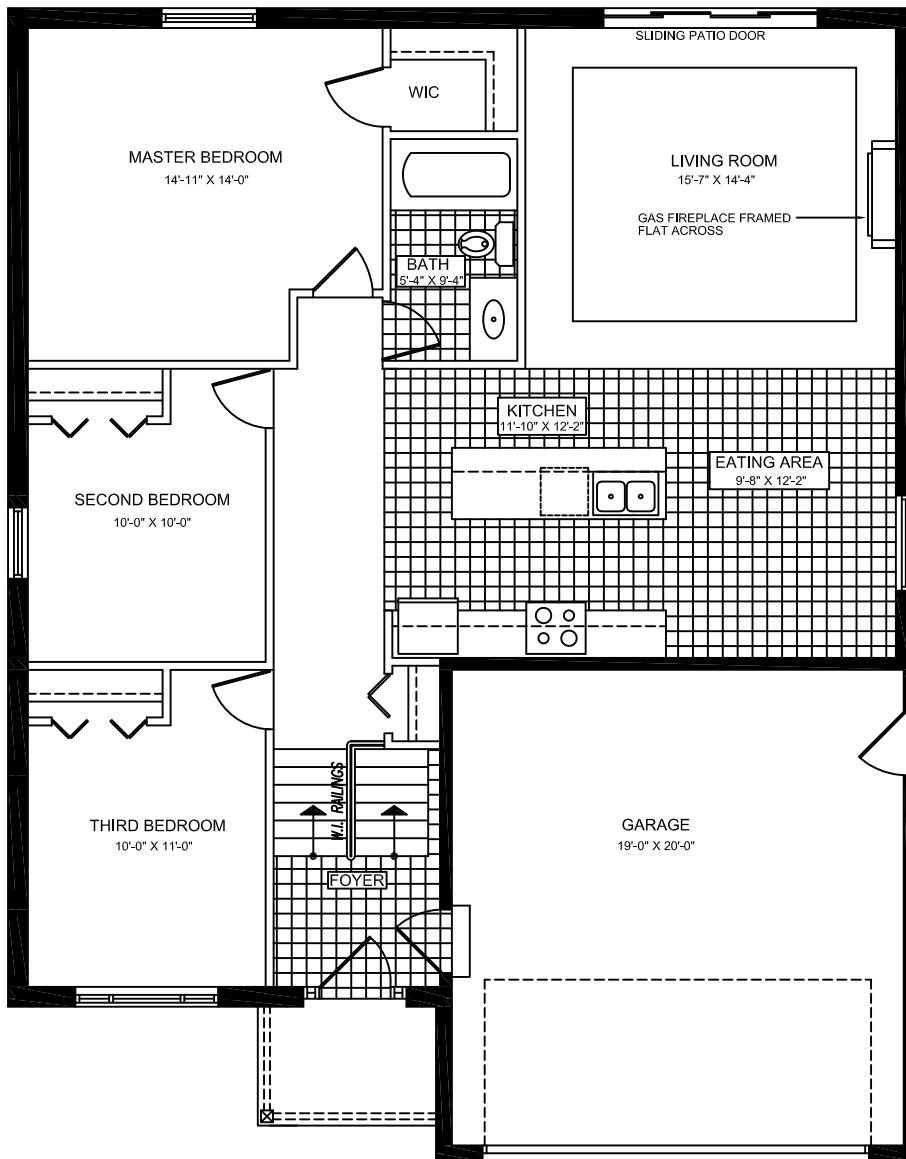 SLIDING PATIO DOOR
WIC
MASTER BEDROOM
14'-11" X 14'-0"
LIVING ROOM
15'-7" X 14'-4"
GAS FIREPLACE FRAMED
FLAT ACROSS
BATH
5'-4" X 9'-4"
KITCHEN
11'-10" X 12'-2"
EATING AREA
9'-8" X 12'-2"
SECOND BEDROOM
10'-0" X 10'-0"
W.I. RAILINGS
THIRD BEDROOM
10'-0" X 11'-0"
GARAGE
19'-0" X 20'-0"
FOYER